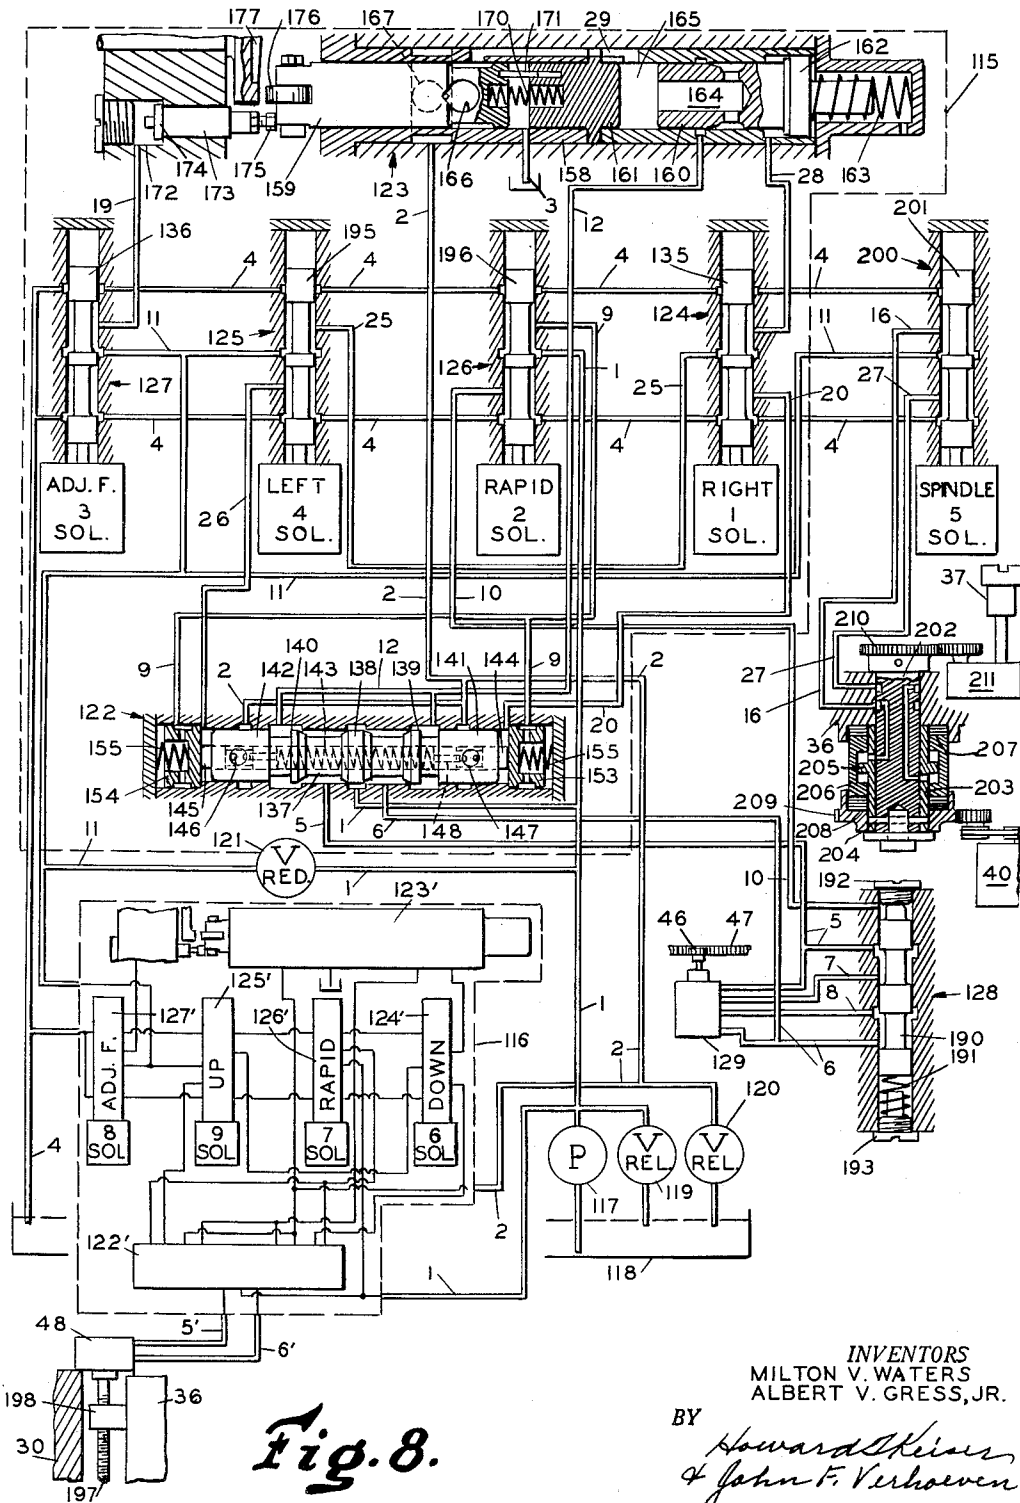 177 176 167 170 171 29 165 162
115
164
174 175 159 123 166 158 161 160 28 163
172 173
19 2 3 12
136 195 196 135 200 201
4 4 4 4
125 25 9 124 16 11
11 126 1 25 20 27
127
4 4 4 4
ADJ. F.
3
SOL.
LEFT
4
SOL.
RAPID
2
SOL.
RIGHT
1
SOL.
SPINDLE
5
SOL.
26
11 2 10 37
210 202
9 140 12 141 9 2 27 211
122 2 142 143 138 139 144 20 16
155 155 36 207
205
154 153 206 203
145 146 137 148 147 209
5 1 6 208
11 121 204
V
RED.
1 10 192 40
123'
46 47 5
125' 7
127' 126' 124' 8 128
1 190
116 129 6 191
ADJ. F.
UP
RAPID
DOWN
2 120
8
SOL
9
SOL
7
SOL
6
SOL
P
V
REL.
V
REL.
193
4 117 119
2
122'
1 118
48 5' 6'
198 36
30
197
Fig. 8.
INVENTORS
MILTON V. WATERS
ALBERT V. GRESS, JR.
BY
Howard S Keiser
& John F. Verhoeven